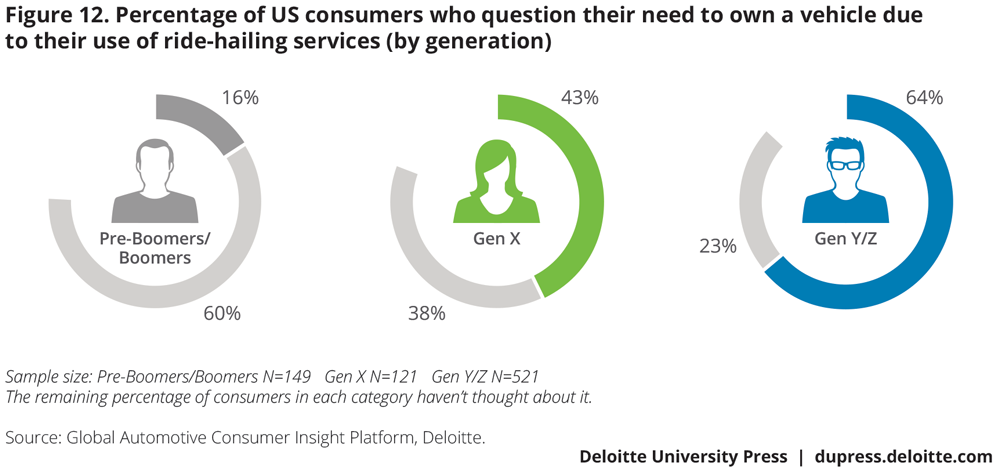 Figure 12. Percentage of US consumers who question their need to own a vehicle due
to their use of ride-hailing services (by generation)
16%
Pre-Boomers/
Boomers
60%
43%
Gen X
38%
64%
Gen Y/Z
23%
Sample size: Pre-Boomers/Boomers N=149 Gen X N=121 Gen Y/Z N=521
The remaining percentage of consumers in each category haven’t thought about it.
Source: Global Automotive Consumer Insight Platform, Deloitte.
Deloitte University Press | dupress.deloitte.com